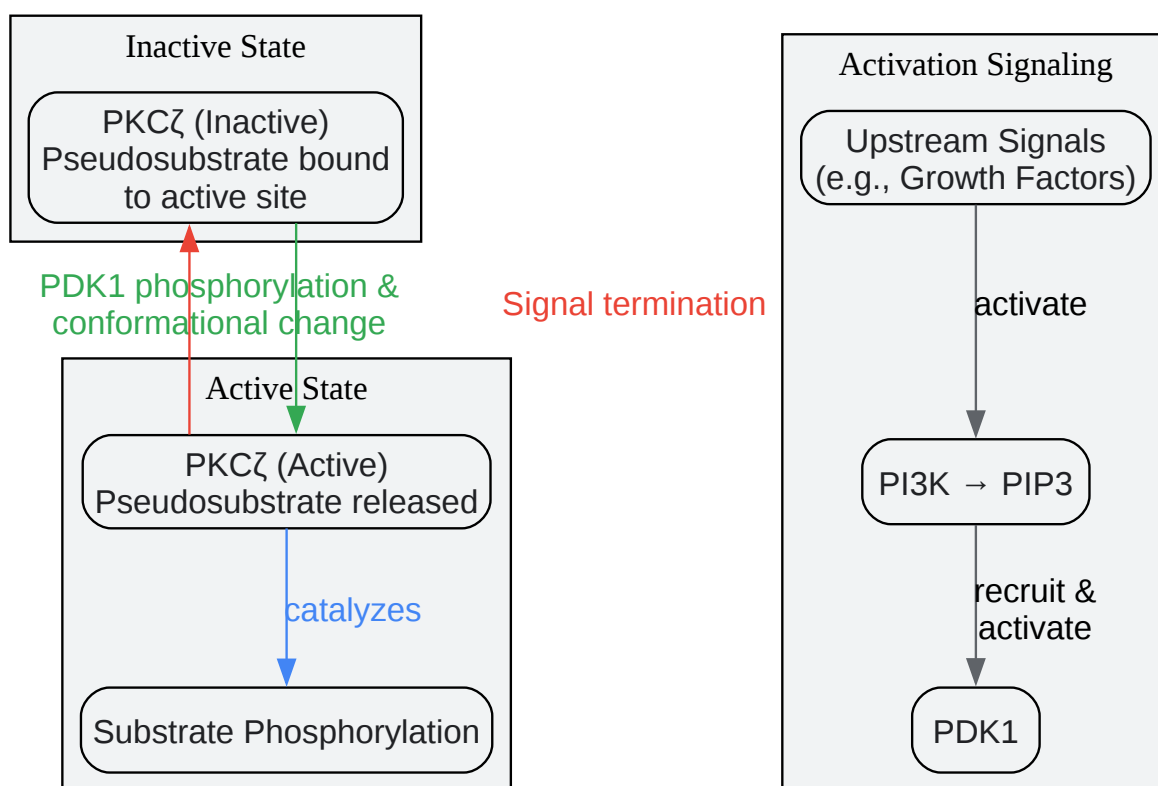 Inactive State
PKCζ (Inactive)
Pseudosubstrate bound
to active site
PDK1 phosphorylation &
conformational change
Signal termination
Active State
PKCζ (Active)
Pseudosubstrate released
catalyzes
Substrate Phosphorylation
Activation Signaling
Upstream Signals
(e.g., Growth Factors)
activate
PI3K → PIP3
recruit &
activate
PDK1